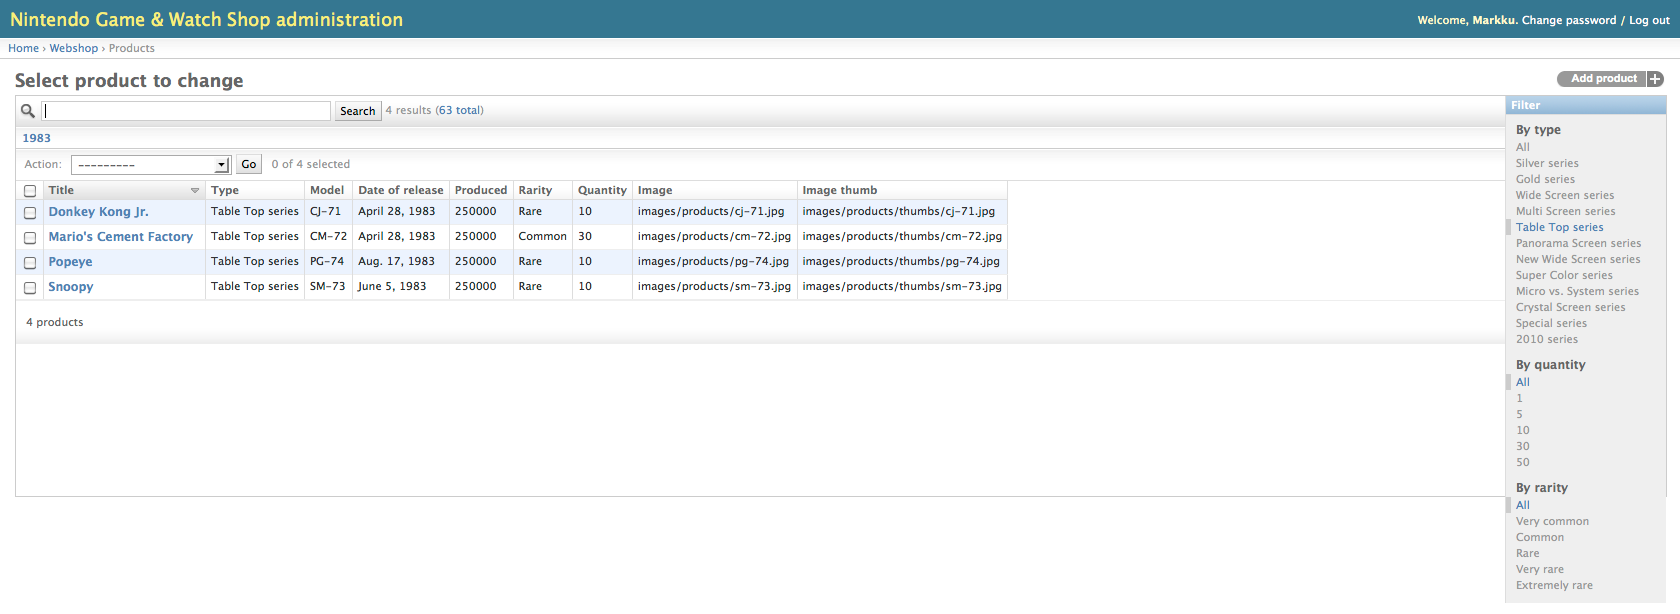 Nintendo Game & Watch Shop administration
Welcome, Markku. Change password / Log out
Home › Webshop › Products
Select product to change
Add product +
Search 4 results (63 total)
1983
Action: --------- Go 0 of 4 selected
Title Type Model Date of release Produced Rarity Quantity Image Image thumb
Donkey Kong Jr. Table Top series CJ-71 April 28, 1983 250000 Rare 10 images/products/cj-71.jpg images/products/thumbs/cj-71.jpg
Mario's Cement Factory Table Top series CM-72 April 28, 1983 250000 Common 30 images/products/cm-72.jpg images/products/thumbs/cm-72.jpg
Popeye Table Top series PG-74 Aug. 17, 1983 250000 Rare 10 images/products/pg-74.jpg images/products/thumbs/pg-74.jpg
Snoopy Table Top series SM-73 June 5, 1983 250000 Rare 10 images/products/sm-73.jpg images/products/thumbs/sm-73.jpg
4 products
Filter
By type
All
Silver series
Gold series
Wide Screen series
Multi Screen series
Table Top series
Panorama Screen series
New Wide Screen series
Super Color series
Micro vs. System series
Crystal Screen series
Special series
2010 series
By quantity
All
1
5
10
30
50
By rarity
All
Very common
Common
Rare
Very rare
Extremely rare